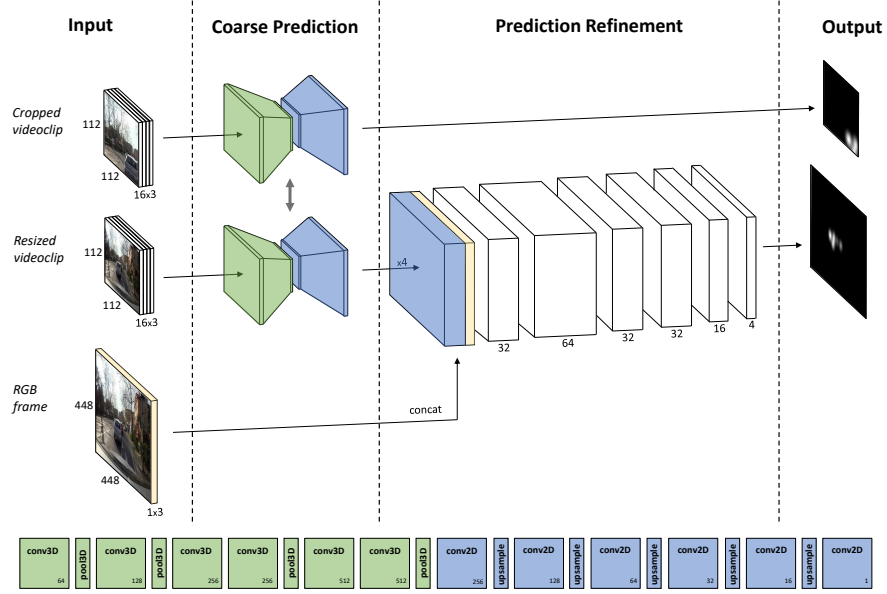 Input
Coarse Prediction
Prediction Refinement
Output
Cropped
videoclip
112
112
16x3
Resized
videoclip
112
112
16x3
x4
32
64
32
32
16
4
RGB
frame
448
448
1x3
concat
conv3D
64
pool3D
conv3D
128
pool3D
conv3D
256
conv3D
256
pool3D
conv3D
512
conv3D
512
pool3D
conv2D
256
upsample
conv2D
128
upsample
conv2D
64
upsample
conv2D
32
upsample
conv2D
16
upsample
conv2D
1